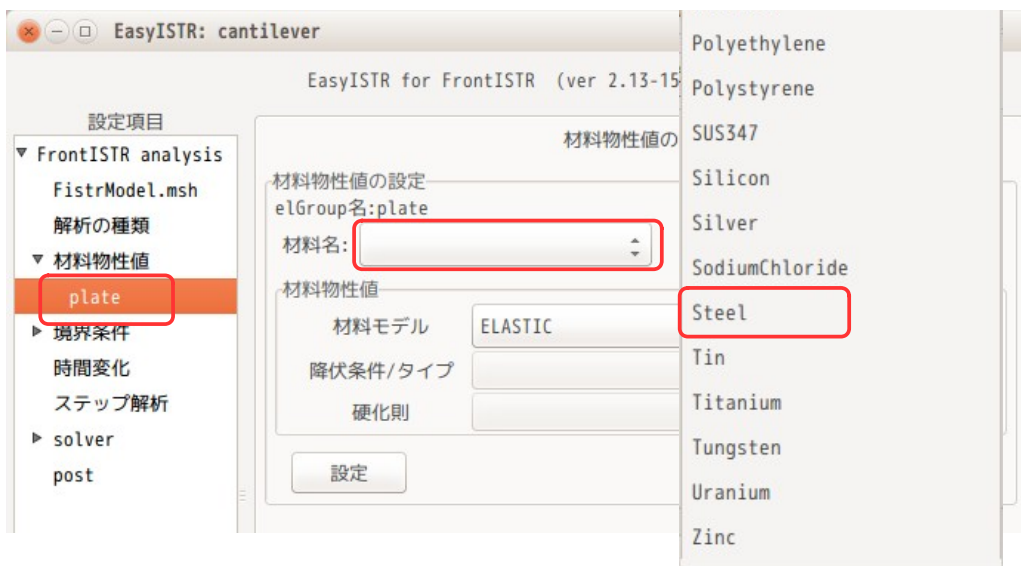 EasyISTR: cantilever
EasyISTR for FrontISTR (ver 2.13-15
設定項目
FrontISTR analysis
FistrModel.msh
解析の種類
材料物性値
plate
境界条件
時間変化
ステップ解析
solver
post
材料物性値の
材料物性値の設定
elGroup名:plate
材料名:
材料物性値
材料モデル ELASTIC
降伏条件/タイプ
硬化則
設定
Polyethylene
Polystyrene
SUS347
Silicon
Silver
SodiumChloride
Steel
Tin
Titanium
Tungsten
Uranium
Zinc